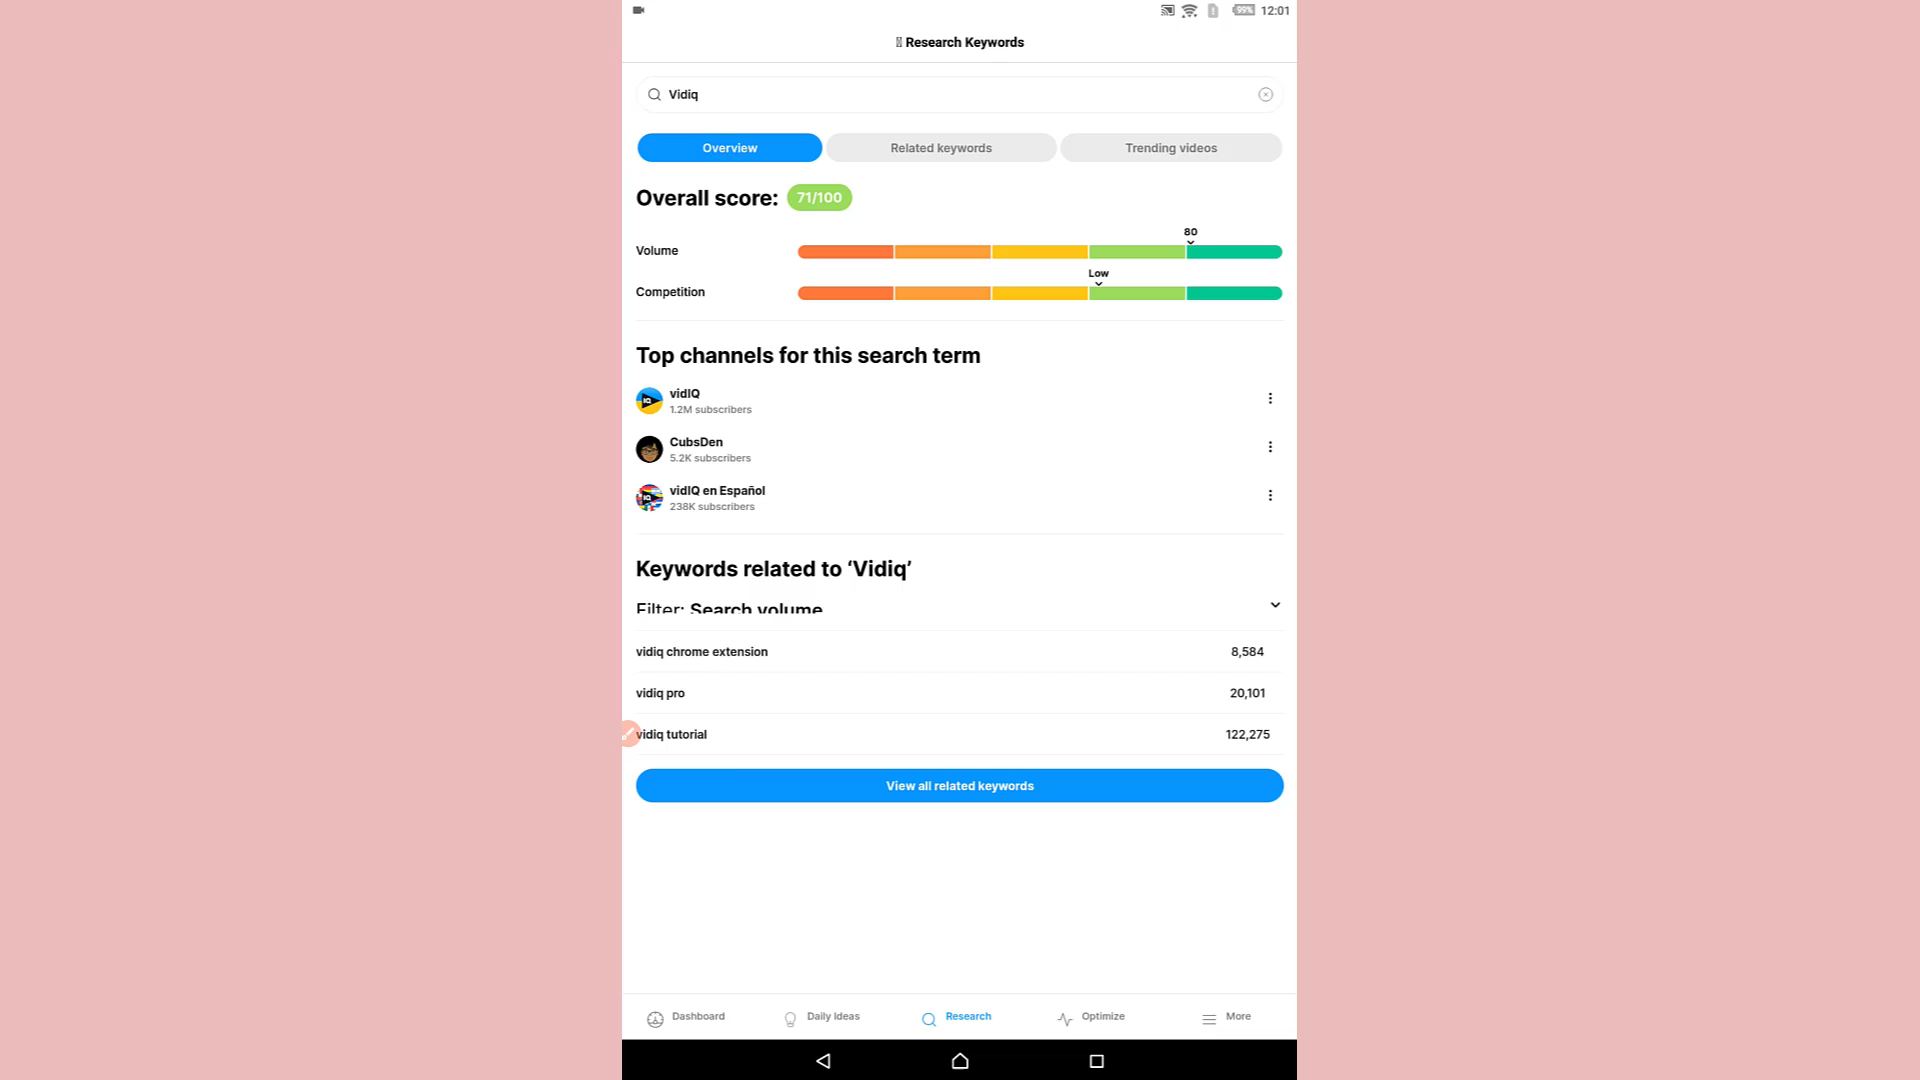 99% 12:01
Research Keywords
Vidiq
Overview Related keywords Trending videos
Overall score: 71/100
80
Volume
Low
Competition
Top channels for this search term
vidIQ
1.2M subscribers
CubsDen
5.2K subscribers
vidIQ en Español
238K subscribers
Keywords related to ‘Vidiq’
Filter: Search volume
vidiq chrome extension 8,584
vidiq pro 20,101
vidiq tutorial 122,275
View all related keywords
Dashboard Daily Ideas Research Optimize More